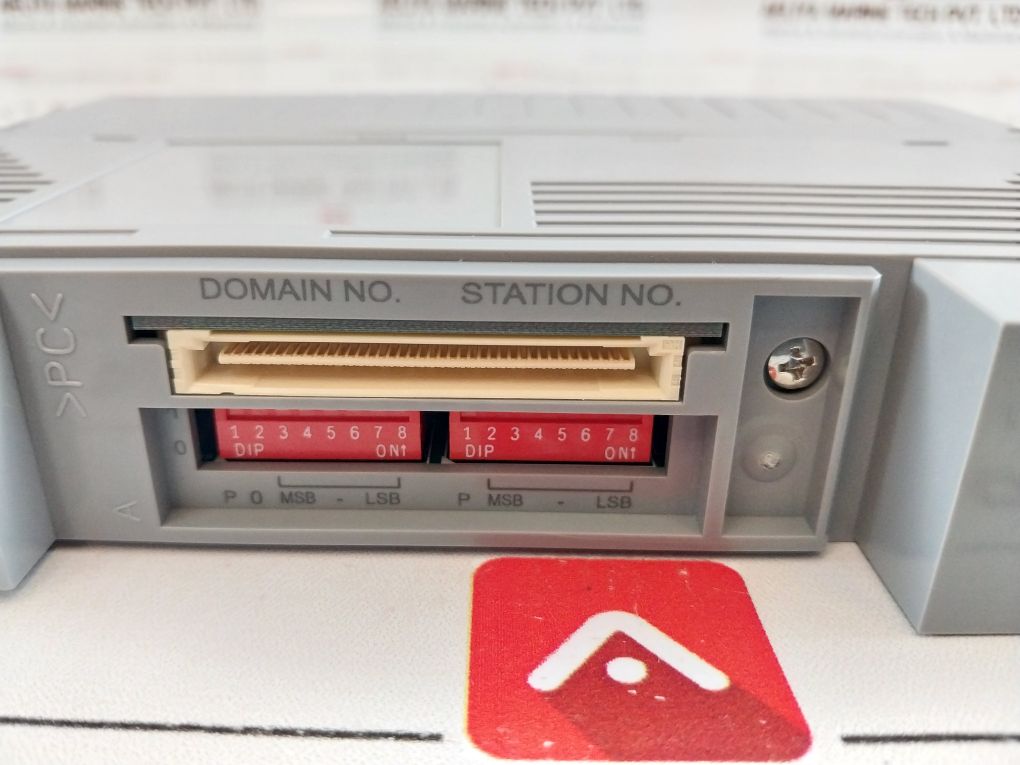 DOMAIN NO. STATION NO.
>PC<
1 2 3 4 5 6 7 8 1 2 3 4 5 6 7 8
DIP ON↑ DIP ON↑
0
P 0 MSB - LSB P MSB - LSB
A